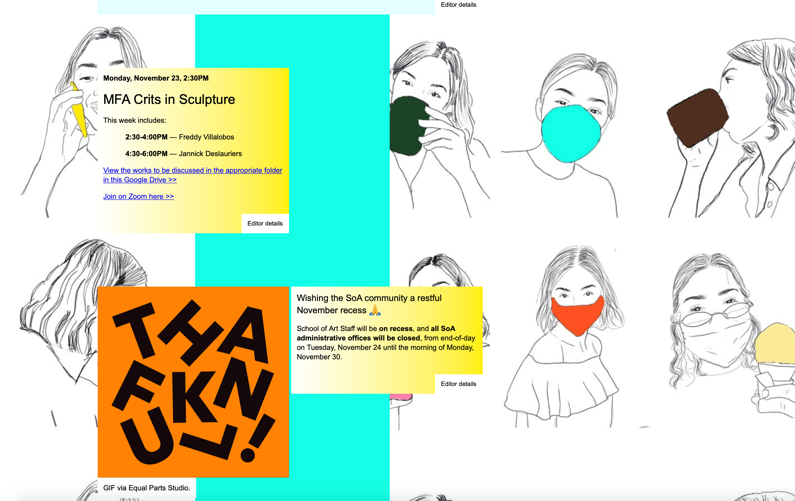 Editor details
Monday, November 23, 2:30PM
MFA Crits in Sculpture
This week includes:
2:30-4:00PM — Freddy Villalobos
4:30-6:00PM — Jannick Deslauriers
View the works to be discussed in the appropriate folder
in this Google Drive >>
Join on Zoom here >>
Editor details
THA
FKN
U!
GIF via Equal Parts Studio.
Wishing the SoA community a restful
November recess 🙏
School of Art Staff will be on recess, and all SoA
administrative offices will be closed, from end-of-day
on Tuesday, November 24 until the morning of Monday,
November 30.
Editor details